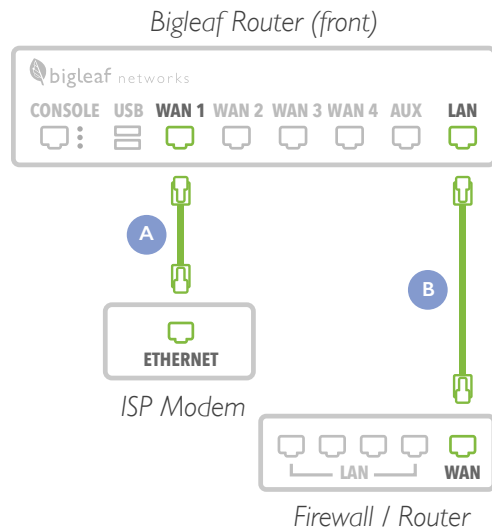 Bigleaf Router (front)
bigleaf networks
CONSOLE USB WAN 1 WAN 2 WAN 3 WAN 4 AUX LAN
A
B
ETHERNET
ISP Modem
LAN WAN
Firewall / Router